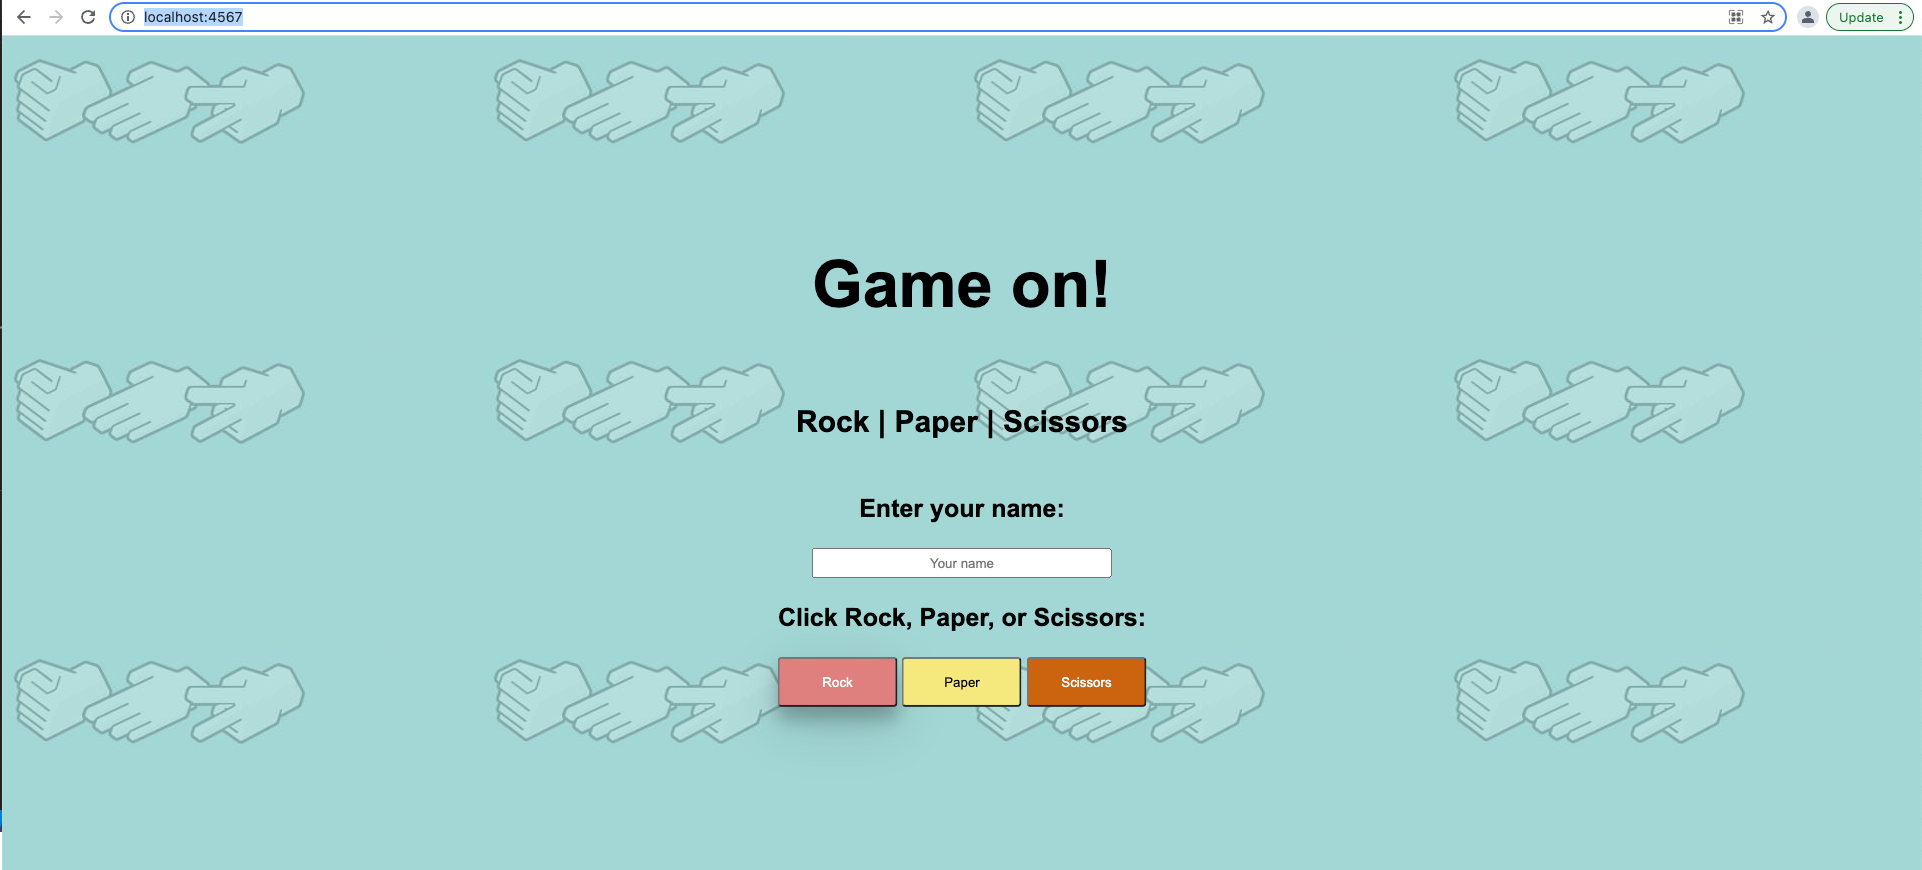 localhost:4567
Update
Game on!
Rock | Paper | Scissors
Enter your name:
Your name
Click Rock, Paper, or Scissors:
Rock Paper Scissors